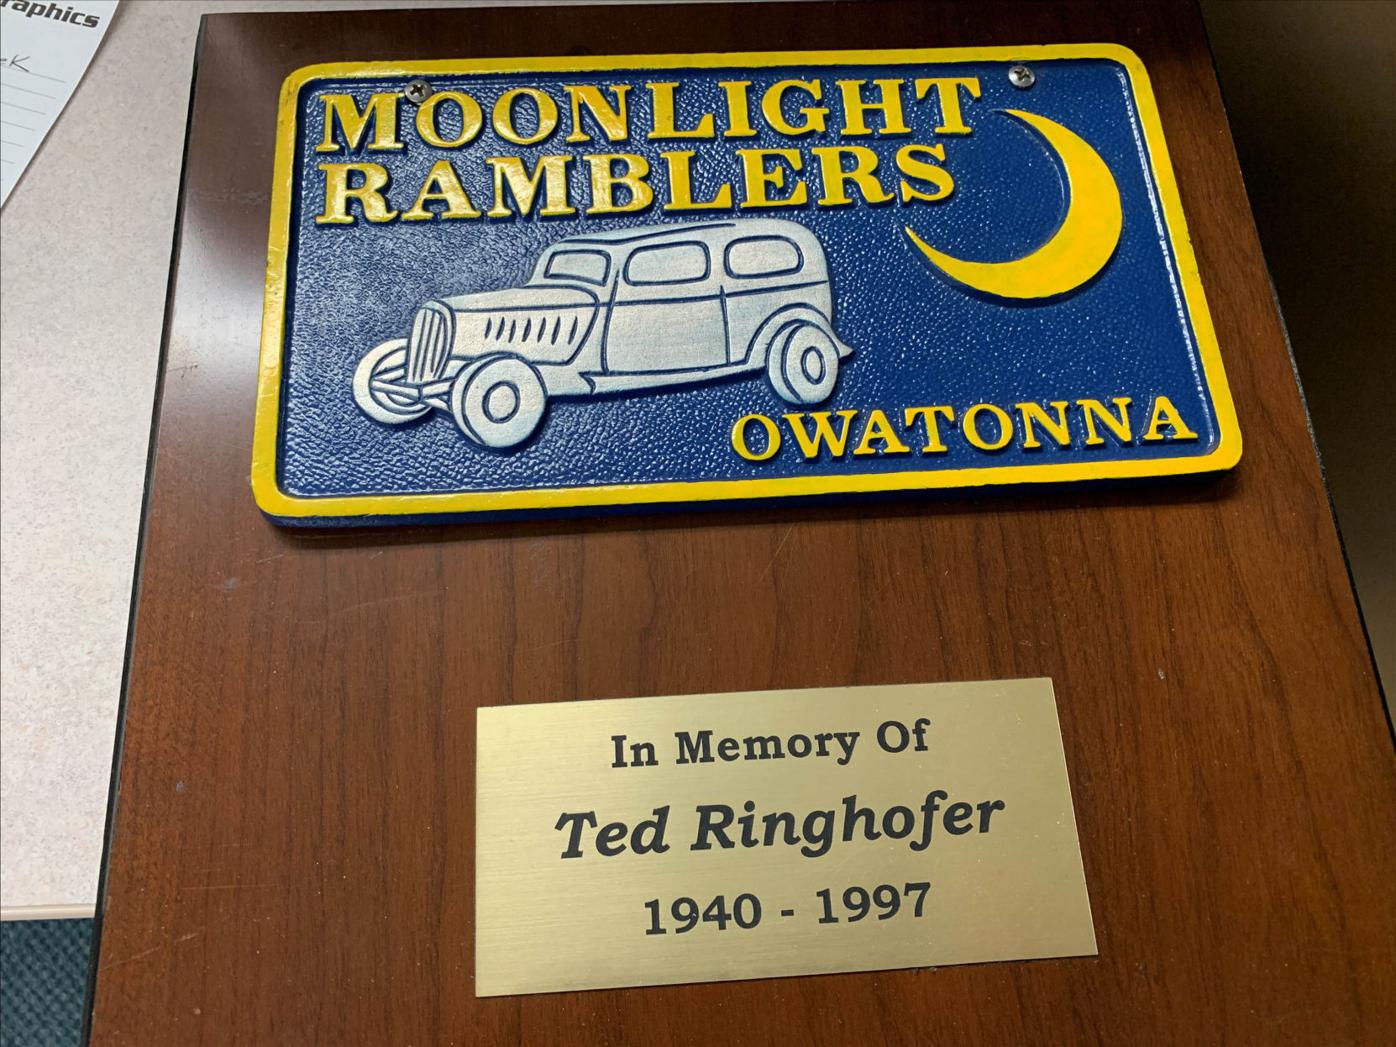 raphics
MOONLIGHT
RAMBLERS
OWATONNA
In Memory Of
Ted Ringhofer
1940 - 1997